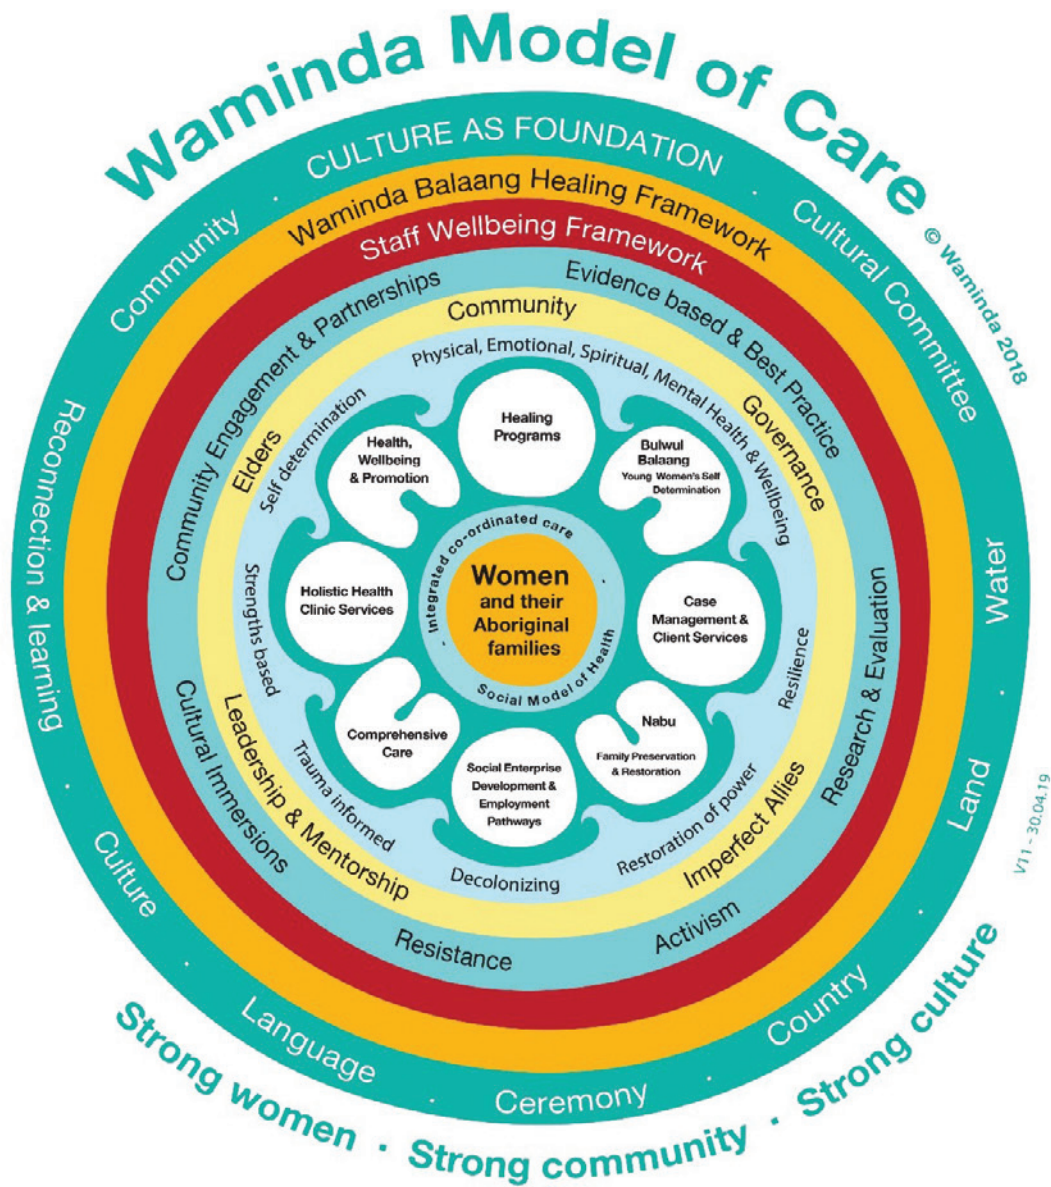 Waminda Model of Care
© Waminda 2018
CULTURE AS FOUNDATION
Cultural Committee
Water
Land
Country
Ceremony
Language
Culture
Reconnection & learning
Community
Waminda Balaang Healing Framework
Staff Wellbeing Framework
Community Engagement & Partnerships
Evidence based & Best Practice
Research & Evaluation
Activism
Resistance
Cultural Immersions
Community
Governance
Imperfect Allies
Leadership & Mentorship
Elders
Physical, Emotional, Spiritual, Mental Health & Wellbeing
Resilience
Restoration of power
Decolonizing
Trauma informed
Strengths based
Self determination
Healing
Programs
Bulwul
Balaang
Young Women's Self
Determination
Case
Management &
Client Services
Nabu
Family Preservation
& Restoration
Social Enterprise
Development &
Employment
Pathways
Comprehensive
Care
Holistic Health
Clinic Services
Health,
Wellbeing
& Promotion
Integrated co-ordinated care
Social Model of Health
Women
and their
Aboriginal
families
V11 - 30.04.19
Strong women · Strong community · Strong culture